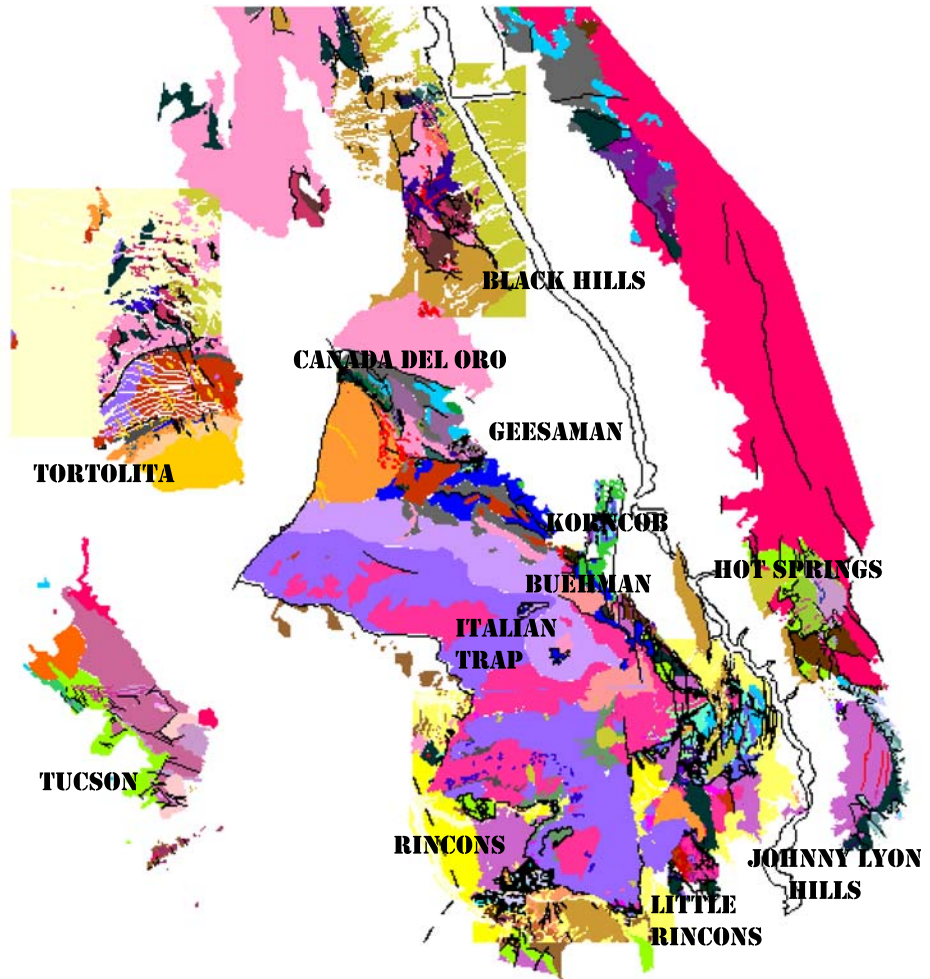 BLACK HILLS
CANADA DEL ORO
GEESAMAN
TORTOLITA
KORNCOB
BUEHMAN
HOT SPRINGS
ITALIAN
TRAP
TUCSON
RINCONS
JOHNNY LYON
HILLS
LITTLE
RINCONS